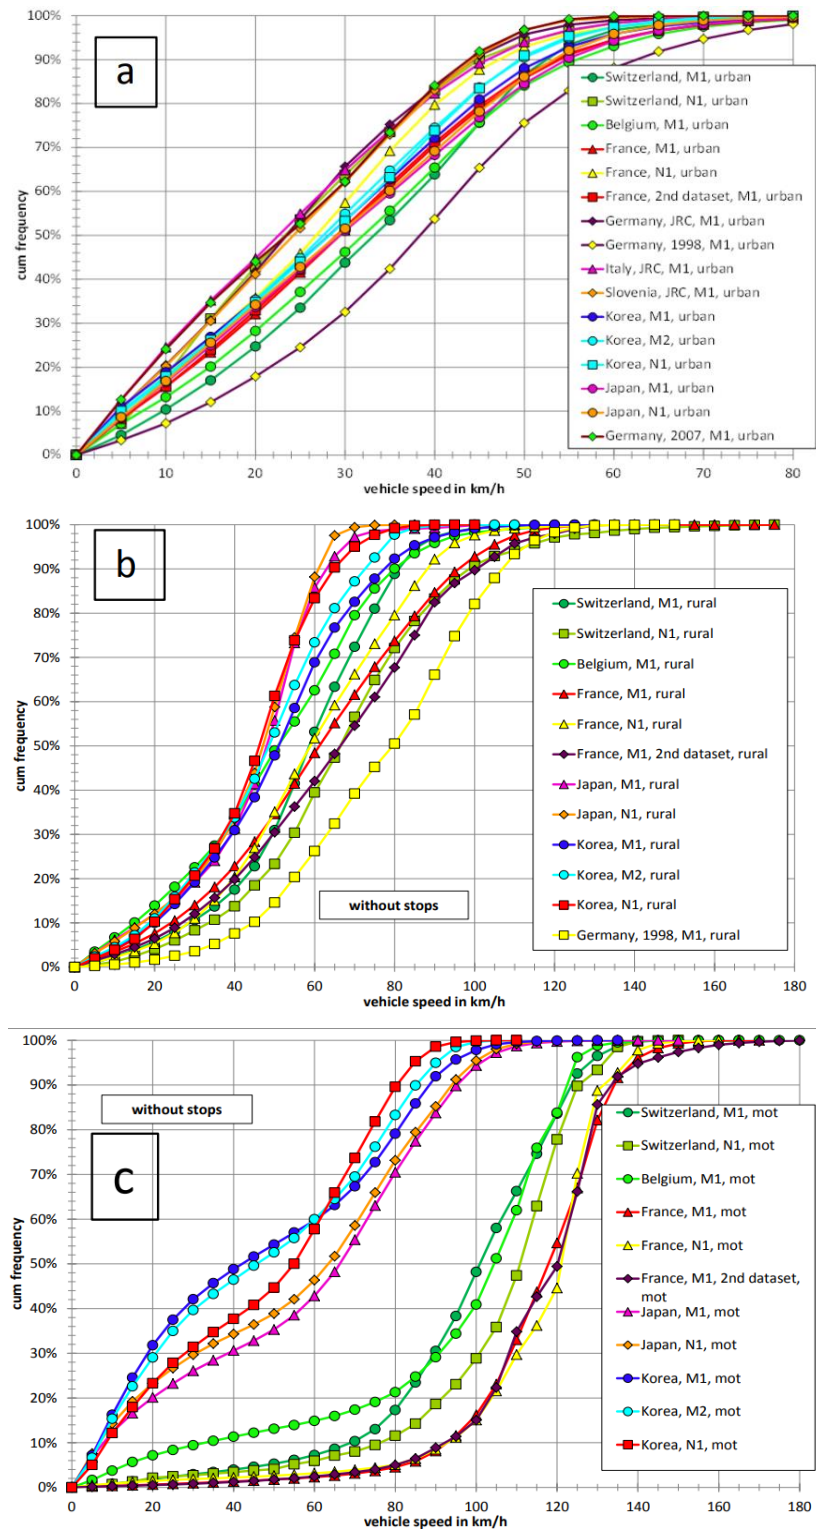 a
cum frequency
100%
90%
80%
70%
60%
50%
40%
30%
20%
10%
0%
Switzerland, M1, urban
Switzerland, N1, urban
Belgium, M1, urban
France, M1, urban
France, N1, urban
France, 2nd dataset, M1, urban
Germany, JRC, M1, urban
Germany, 1998, M1, urban
Italy, JRC, M1, urban
Slovenia, JRC, M1, urban
Korea, M1, urban
Korea, M2, urban
Korea, N1, urban
Japan, M1, urban
Japan, N1, urban
Germany, 2007, M1, urban
0 10 20 30 40 50 60 70 80
vehicle speed in km/h
b
cum frequency
100%
90%
80%
70%
60%
50%
40%
30%
20%
10%
0%
Switzerland, M1, rural
Switzerland, N1, rural
Belgium, M1, rural
France, M1, rural
France, N1, rural
France, M1, 2nd dataset, rural
Japan, M1, rural
Japan, N1, rural
Korea, M1, rural
Korea, M2, rural
Korea, N1, rural
Germany, 1998, M1, rural
without stops
0 20 40 60 80 100 120 140 160 180
vehicle speed in km/h
c
without stops
cum frequency
100%
90%
80%
70%
60%
50%
40%
30%
20%
10%
0%
Switzerland, M1, mot
Switzerland, N1, mot
Belgium, M1, mot
France, M1, mot
France, N1, mot
France, M1, 2nd dataset,
mot
Japan, M1, mot
Japan, N1, mot
Korea, M1, mot
Korea, M2, mot
Korea, N1, mot
0 20 40 60 80 100 120 140 160 180
vehicle speed in km/h